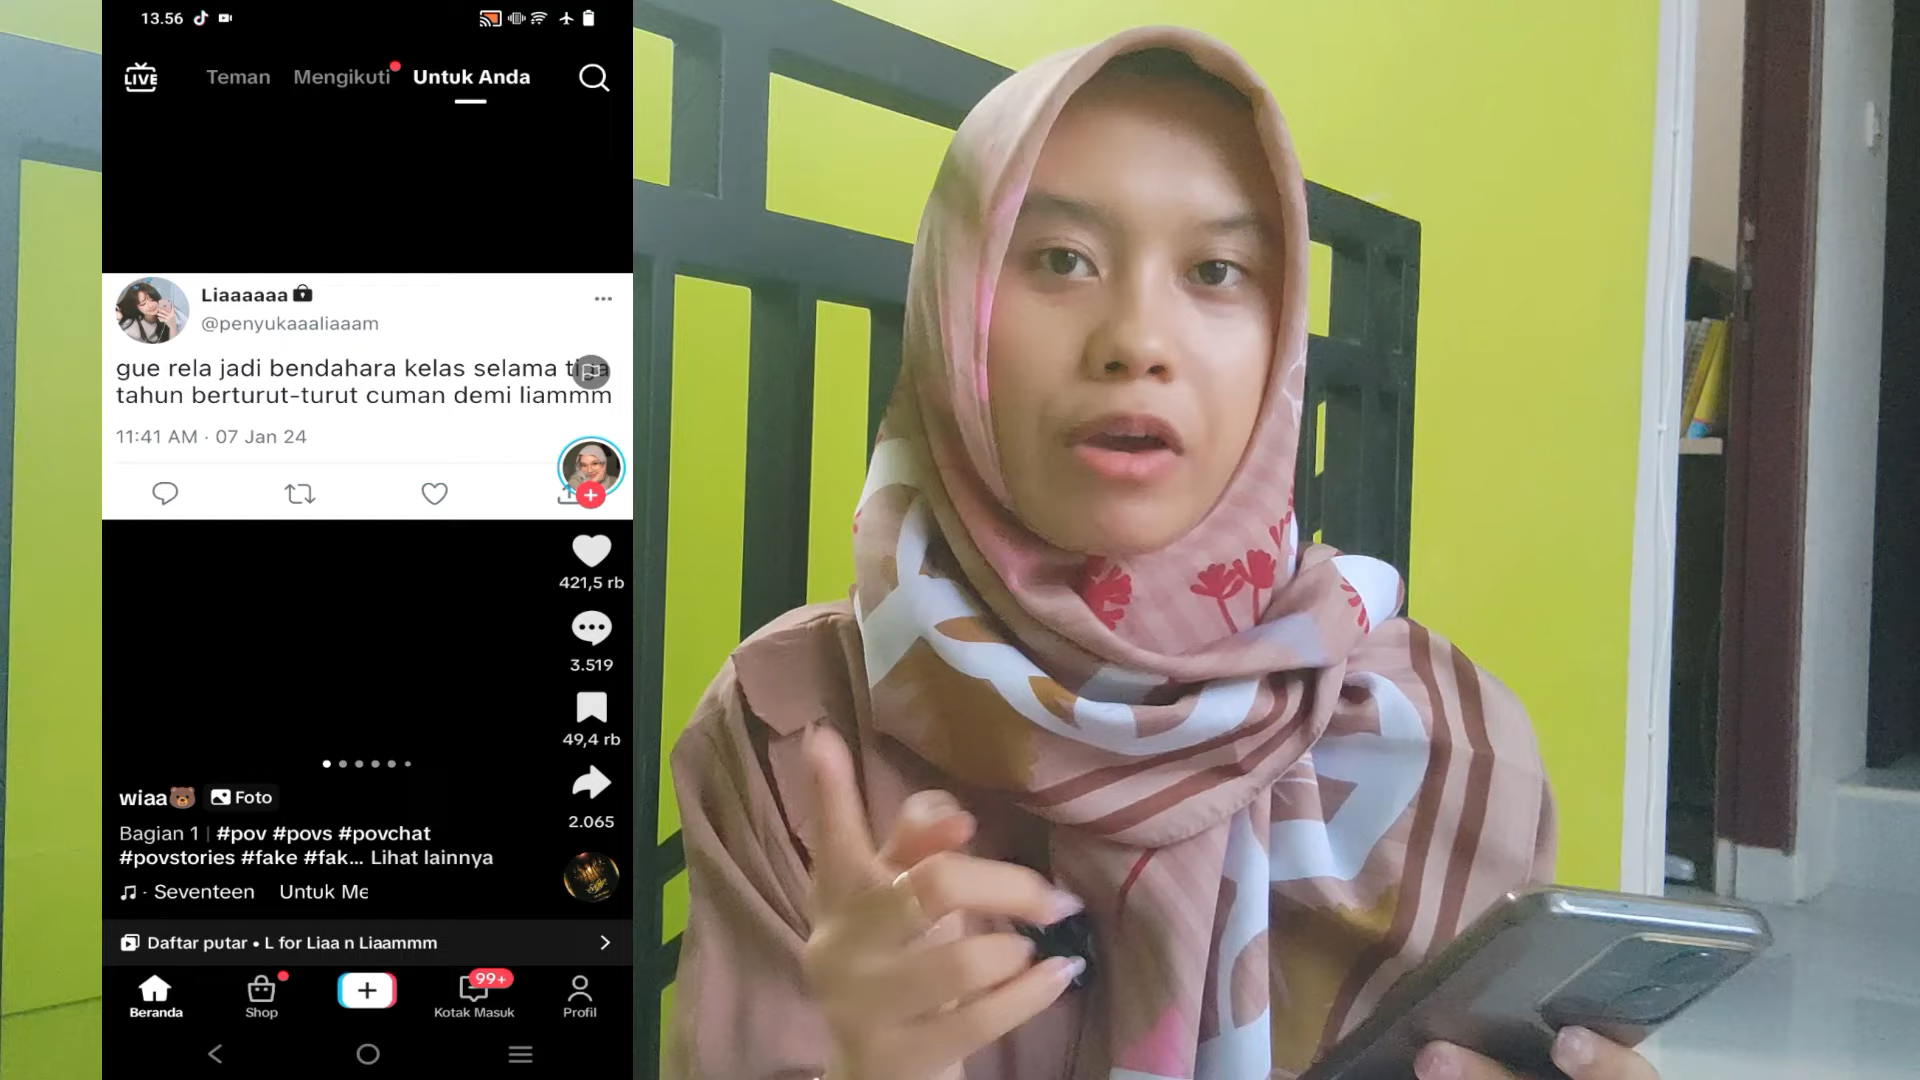 13.56
LIVE
Teman
Mengikuti
Untuk Anda
Liaaaaaa
@penyukaaaliaaam
gue rela jadi bendahara kelas selama tiga
tahun berturut-turut cuman demi liammm
11:41 AM · 07 Jan 24
421,5 rb
3.519
49,4 rb
2.065
wiaa🐻 Foto
Bagian 1 | #pov #povs #povchat
#povstories #fake #fak... Lihat lainnya
· Seventeen Untuk Me
Daftar putar • L for Liaa n Liaammm
99+
Beranda
Shop
Kotak Masuk
Profil